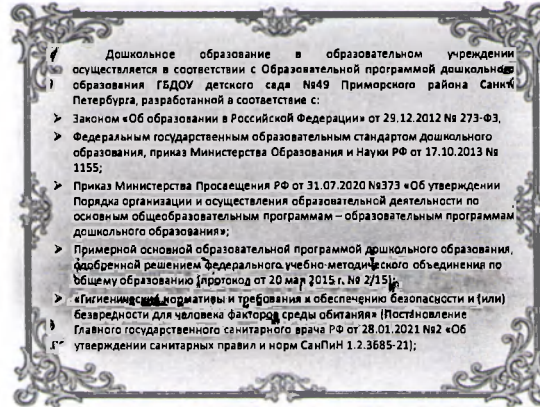 Дошкольное образование в образовательном учреждении
осуществляется в соответствии с Образовательной программой дошкольного
образования ГБДОУ детского сада №49 Приморского района Санкт
Петербурга, разработанной в соответствие с:
➢ Законом «Об образовании в Российской Федерации» от 29.12.2012 № 273-ФЗ,
➢ Федеральным государственным образовательным стандартом дошкольного
образования, приказ Министерства Образования и Науки РФ от 17.10.2013 №
1155;
➢ Приказ Министерства Просвещения РФ от 31.07.2020 №373 «Об утверждении
Порядка организации и осуществления образовательной деятельности по
основным общеобразовательным программам – образовательным программам
дошкольного образования»;
➢ Примерной основной образовательной программой дошкольного образования,
одобренной решением федерального учебно-методического объединения по
общему образованию (протокол от 20 мая 2015 г. № 2/15);
➢ «Гигиенические нормативы и требования к обеспечению безопасности и (или)
безвредности для человека факторов среды обитания» (Постановление
Главного государственного санитарного врача РФ от 28.01.2021 №2 «Об
утверждении санитарных правил и норм СанПиН 1.2.3685-21);